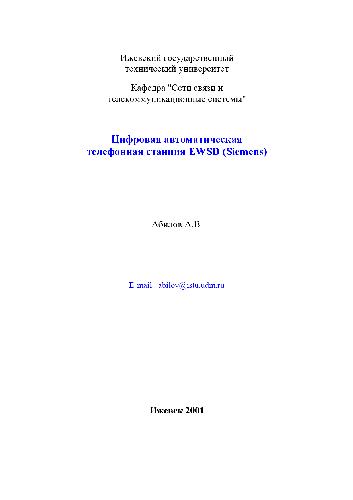 Ижевский государственный
технический университет
Кафедра "Сети связи и
телекоммуникационные системы"
Цифровая автоматическая
телефонная станция EWSD (Siemens)
Абилов А.В
E-mail: abilov@istu.udm.ru
Ижевск 2001